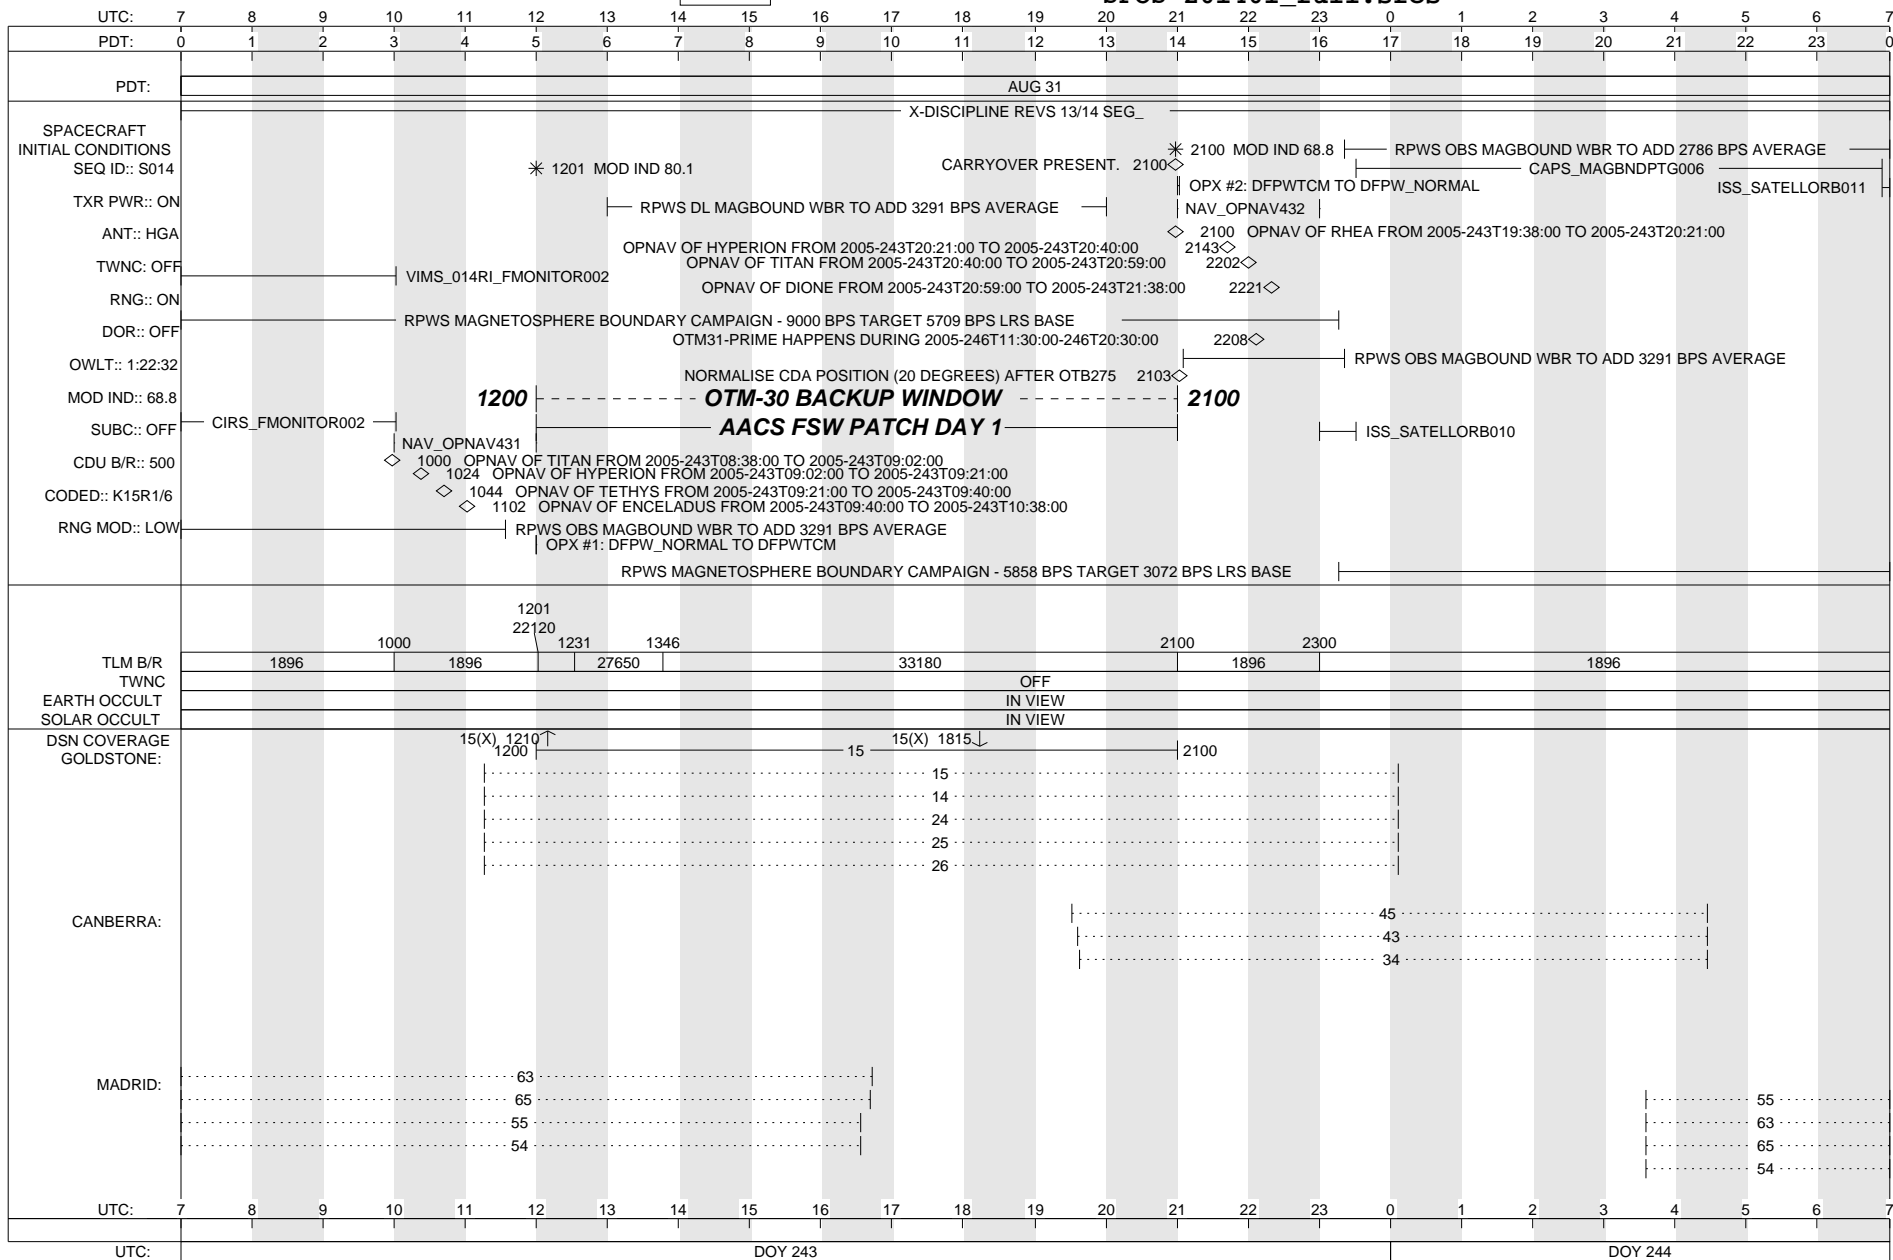 UTC: 7 8 9 10 11 12 13 14 15 16 17 18 19 20 21 22 23 0 1 2 3 4 5 6 7
PDT: 0 1 2 3 4 5 6 7 8 9 10 11 12 13 14 15 16 17 18 19 20 21 22 23 0
PDT: AUG 31
X-DISCIPLINE REVS 13/14 SEG_
SPACECRAFT
INITIAL CONDITIONS
2100 MOD IND 68.8 RPWS OBS MAGBOUND WBR TO ADD 2786 BPS AVERAGE
SEQ ID:: S014 1201 MOD IND 80.1 CARRYOVER PRESENT. 2100 CAPS_MAGBNDPTG006
OPX #2: DFPWTCM TO DFPW_NORMAL ISS_SATELLORB011
TXR PWR:: ON RPWS DL MAGBOUND WBR TO ADD 3291 BPS AVERAGE NAV_OPNAV432
ANT:: HGA 2100 OPNAV OF RHEA FROM 2005-243T19:38:00 TO 2005-243T20:21:00
OPNAV OF HYPERION FROM 2005-243T20:21:00 TO 2005-243T20:40:00 2143
TWNC: OFF OPNAV OF TITAN FROM 2005-243T20:40:00 TO 2005-243T20:59:00 2202
VIMS_014RI_FMONITOR002
OPNAV OF DIONE FROM 2005-243T20:59:00 TO 2005-243T21:38:00 2221
RNG:: ON
RPWS MAGNETOSPHERE BOUNDARY CAMPAIGN - 9000 BPS TARGET 5709 BPS LRS BASE
DOR:: OFF
OTM31-PRIME HAPPENS DURING 2005-246T11:30:00-246T20:30:00 2208
RPWS OBS MAGBOUND WBR TO ADD 3291 BPS AVERAGE
OWLT:: 1:22:32
NORMALISE CDA POSITION (20 DEGREES) AFTER OTB275 2103
MOD IND:: 68.8 1200 OTM-30 BACKUP WINDOW 2100
SUBC:: OFF CIRS_FMONITOR002 AACS FSW PATCH DAY 1 ISS_SATELLORB010
NAV_OPNAV431
CDU B/R:: 500 1000 OPNAV OF TITAN FROM 2005-243T08:38:00 TO 2005-243T09:02:00
1024 OPNAV OF HYPERION FROM 2005-243T09:02:00 TO 2005-243T09:21:00
CODED:: K15R1/6 1044 OPNAV OF TETHYS FROM 2005-243T09:21:00 TO 2005-243T09:40:00
1102 OPNAV OF ENCELADUS FROM 2005-243T09:40:00 TO 2005-243T10:38:00
RNG MOD:: LOW RPWS OBS MAGBOUND WBR TO ADD 3291 BPS AVERAGE
OPX #1: DFPW_NORMAL TO DFPWTCM
RPWS MAGNETOSPHERE BOUNDARY CAMPAIGN - 5858 BPS TARGET 3072 BPS LRS BASE
1201
22120
1000 1231 1346 2100 2300
TLM B/R 1896 1896 27650 33180 1896 1896
TWNC OFF
EARTH OCCULT IN VIEW
SOLAR OCCULT IN VIEW
DSN COVERAGE 15(X) 1210 15(X) 1815
GOLDSTONE: 1200 15 2100
15
14
24
25
26
CANBERRA: 45
43
34
MADRID: 63
65 55
55 63
54 65
54
UTC: 7 8 9 10 11 12 13 14 15 16 17 18 19 20 21 22 23 0 1 2 3 4 5 6 7
UTC: DOY 243 DOY 244